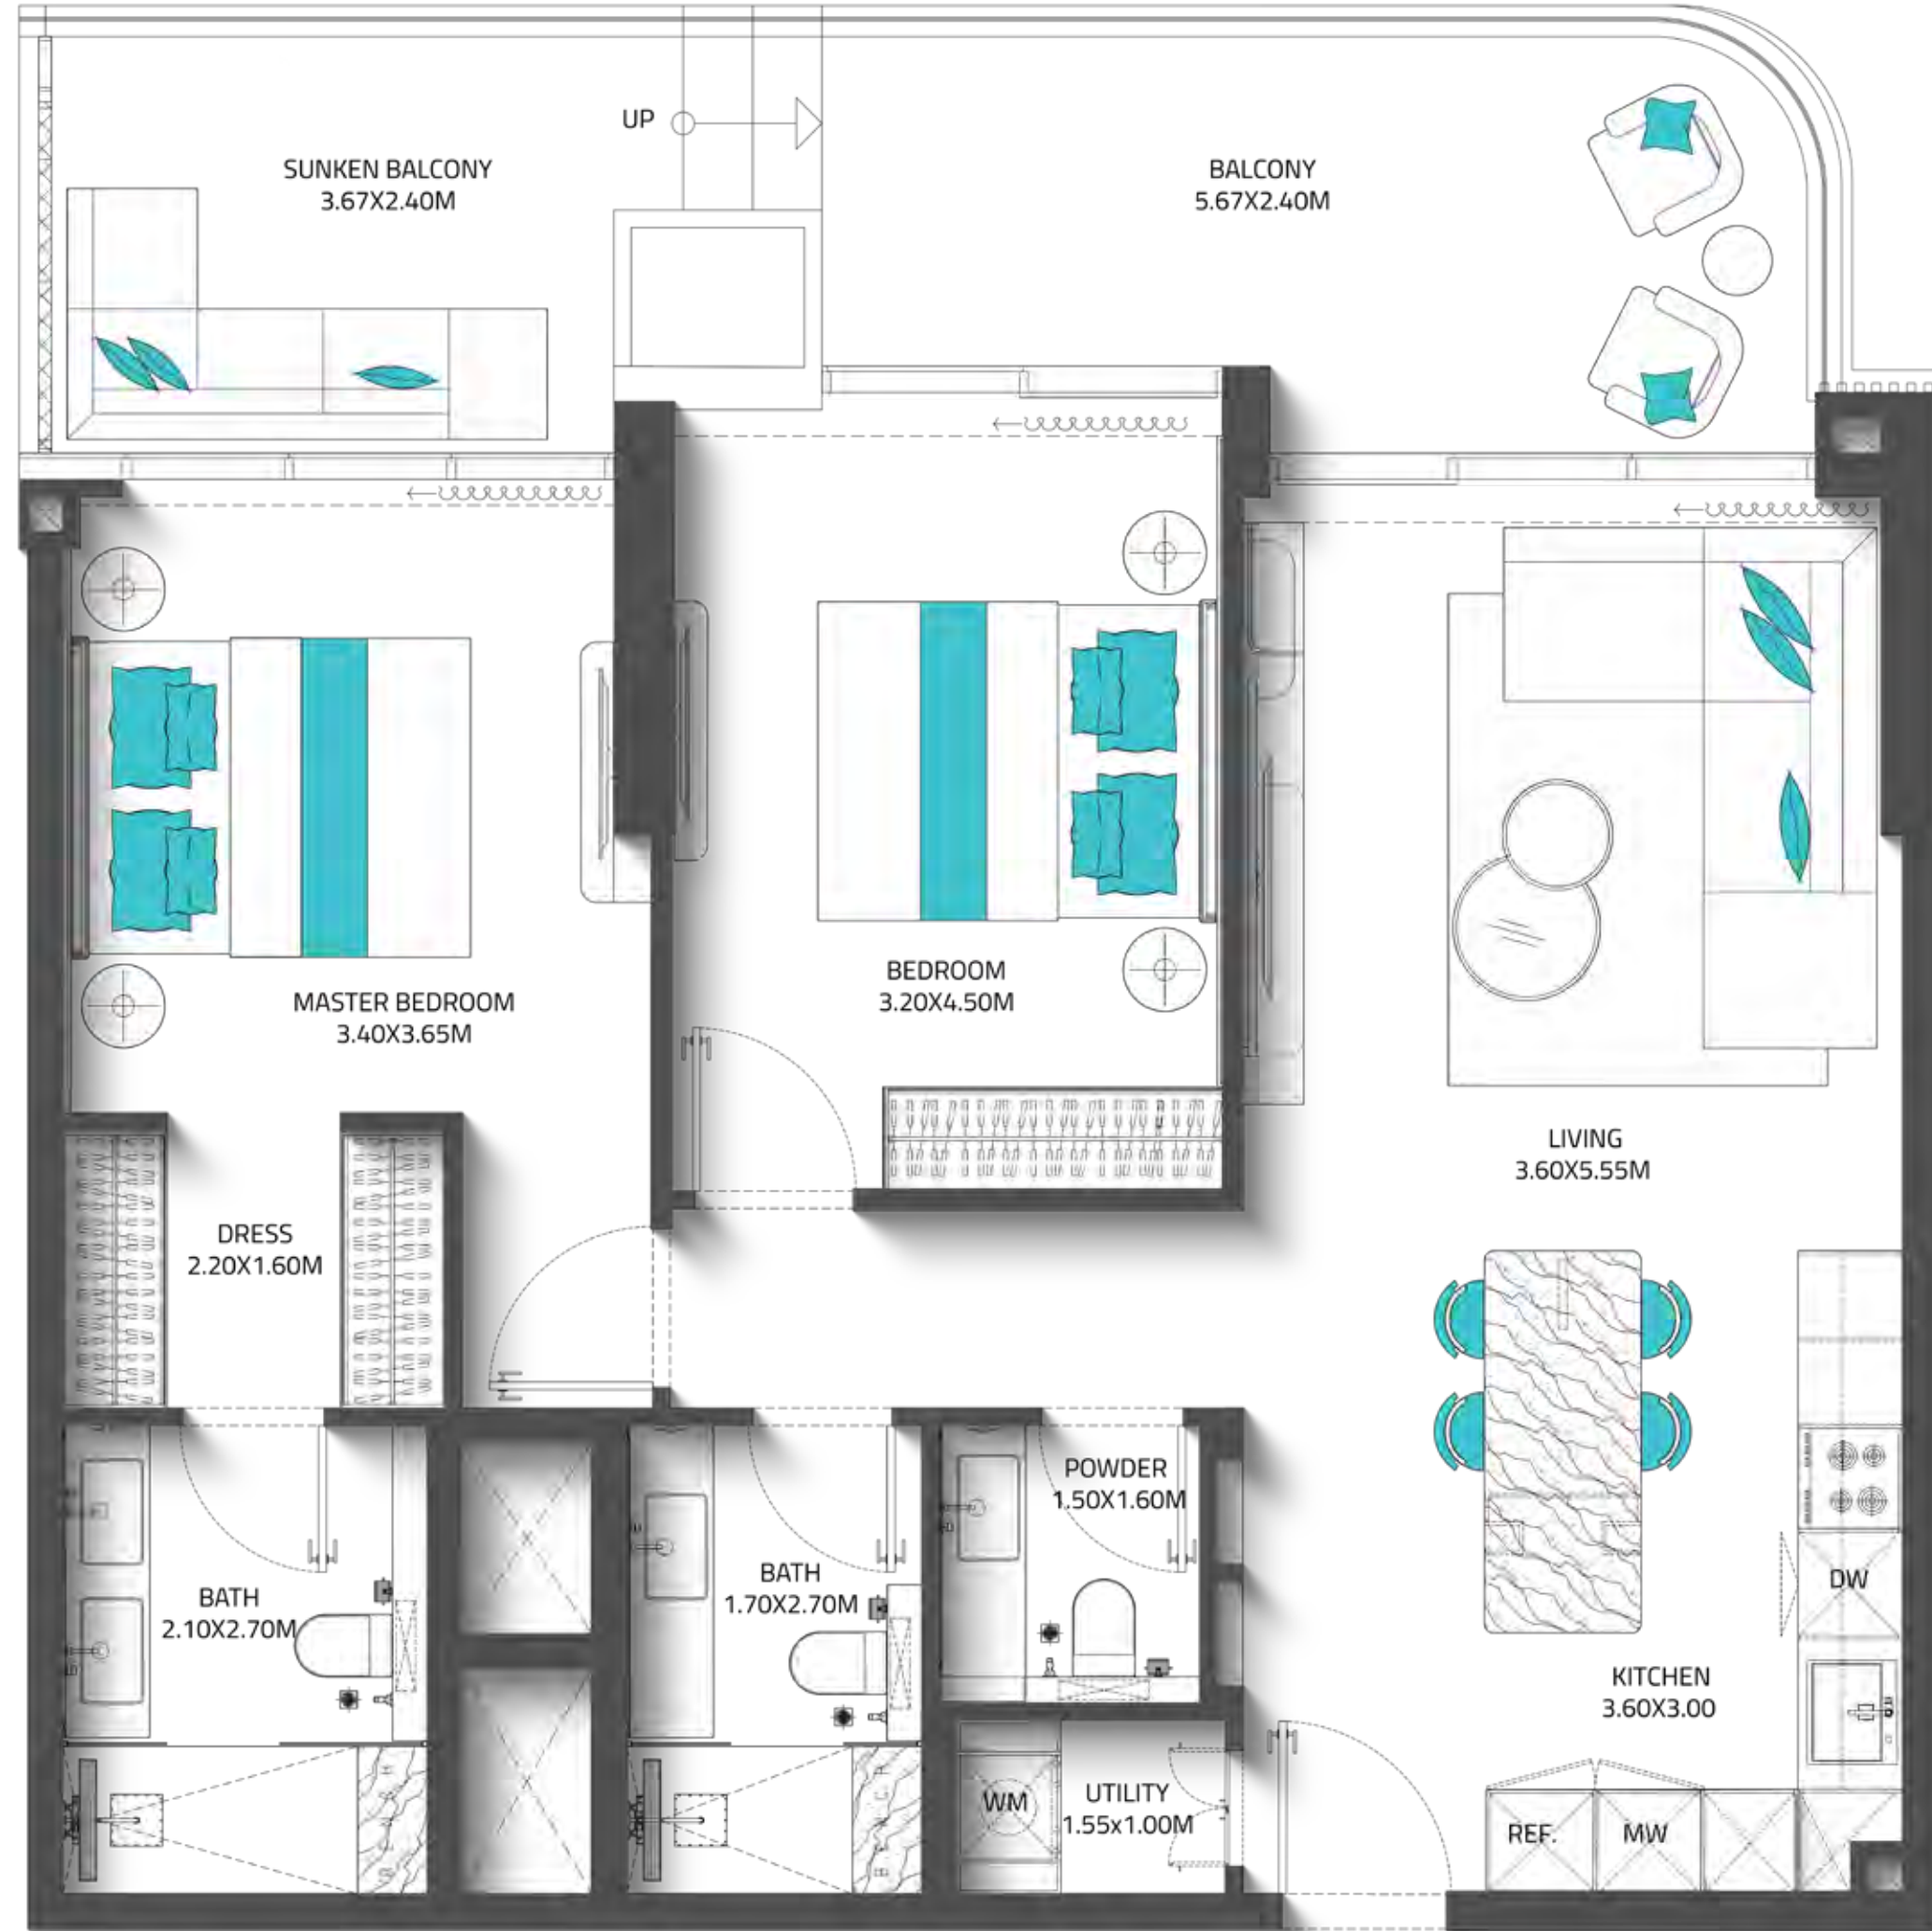 UP
SUNKEN BALCONY
3.67X2.40M
BALCONY
5.67X2.40M
MASTER BEDROOM
3.40X3.65M
BEDROOM
3.20X4.50M
LIVING
3.60X5.55M
DRESS
2.20X1.60M
POWDER
1.50X1.60M
BATH
2.10X2.70M
BATH
1.70X2.70M
DW
KITCHEN
3.60X3.00
WM
UTILITY
1.55x1.00M
REF.
MW
BENCH
BENCH